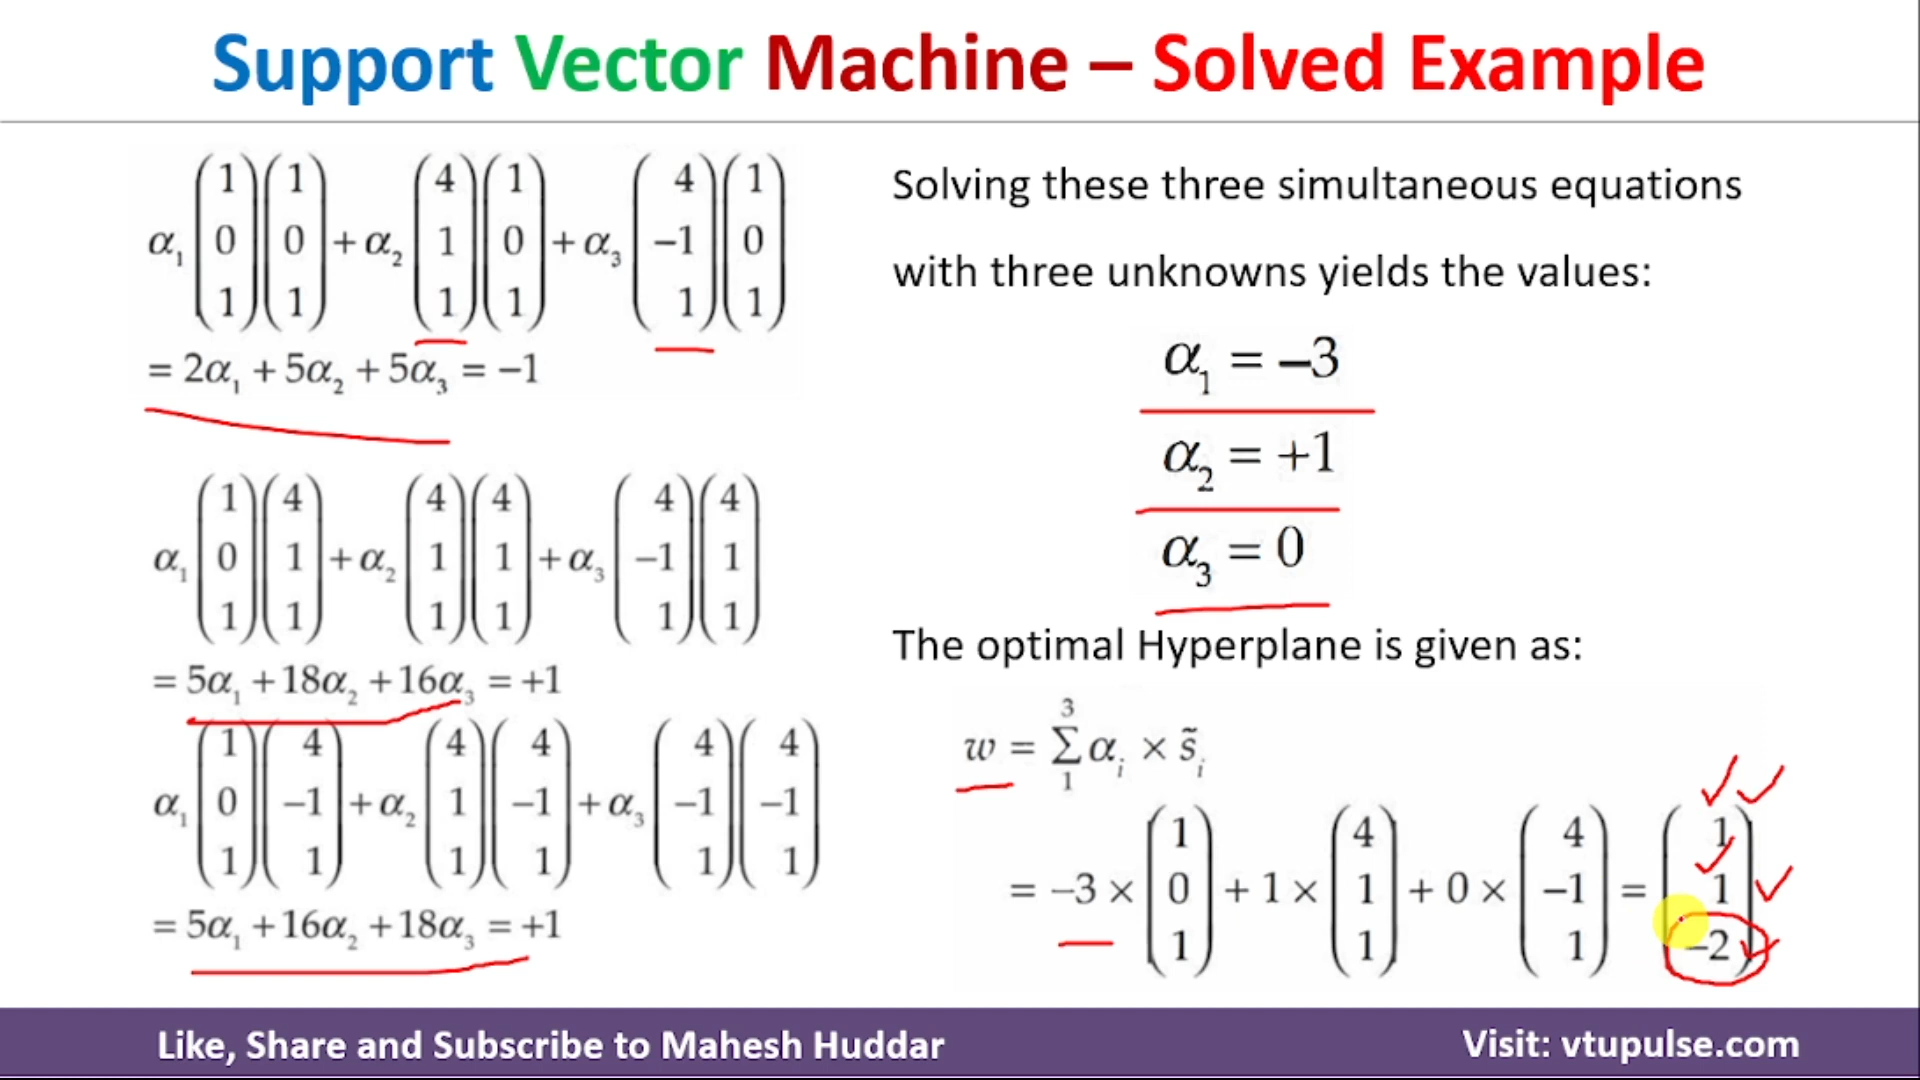 Support Vector Machine – Solved Example
α₁ (1 0 1) (1 0 1) + α₂ (4 1 1) (1 0 1) + α₃ (4 −1 1) (1 0 1)
= 2α₁ + 5α₂ + 5α₃ = −1
α₁ (1 0 1) (4 1 1) + α₂ (4 1 1) (4 1 1) + α₃ (4 −1 1) (4 1 1)
= 5α₁ + 18α₂ + 16α₃ = +1
α₁ (1 0 1) (4 −1 1) + α₂ (4 1 1) (4 −1 1) + α₃ (4 −1 1) (4 −1 1)
= 5α₁ + 16α₂ + 18α₃ = +1
Solving these three simultaneous equations
with three unknowns yields the values:
α₁ = −3
α₂ = +1
α₃ = 0
The optimal Hyperplane is given as:
w = Σ₁³ αᵢ × s̃ᵢ
= −3 × (1 0 1) + 1 × (4 1 1) + 0 × (4 −1 1) = (1 1 −2)
Like, Share and Subscribe to Mahesh Huddar
Visit: vtupulse.com